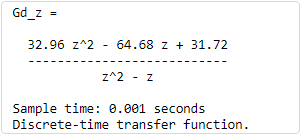 Gd_z =
32.96 z^2 - 64.68 z + 31.72
---------------------------
z^2 - z
Sample time: 0.001 seconds
Discrete-time transfer function.